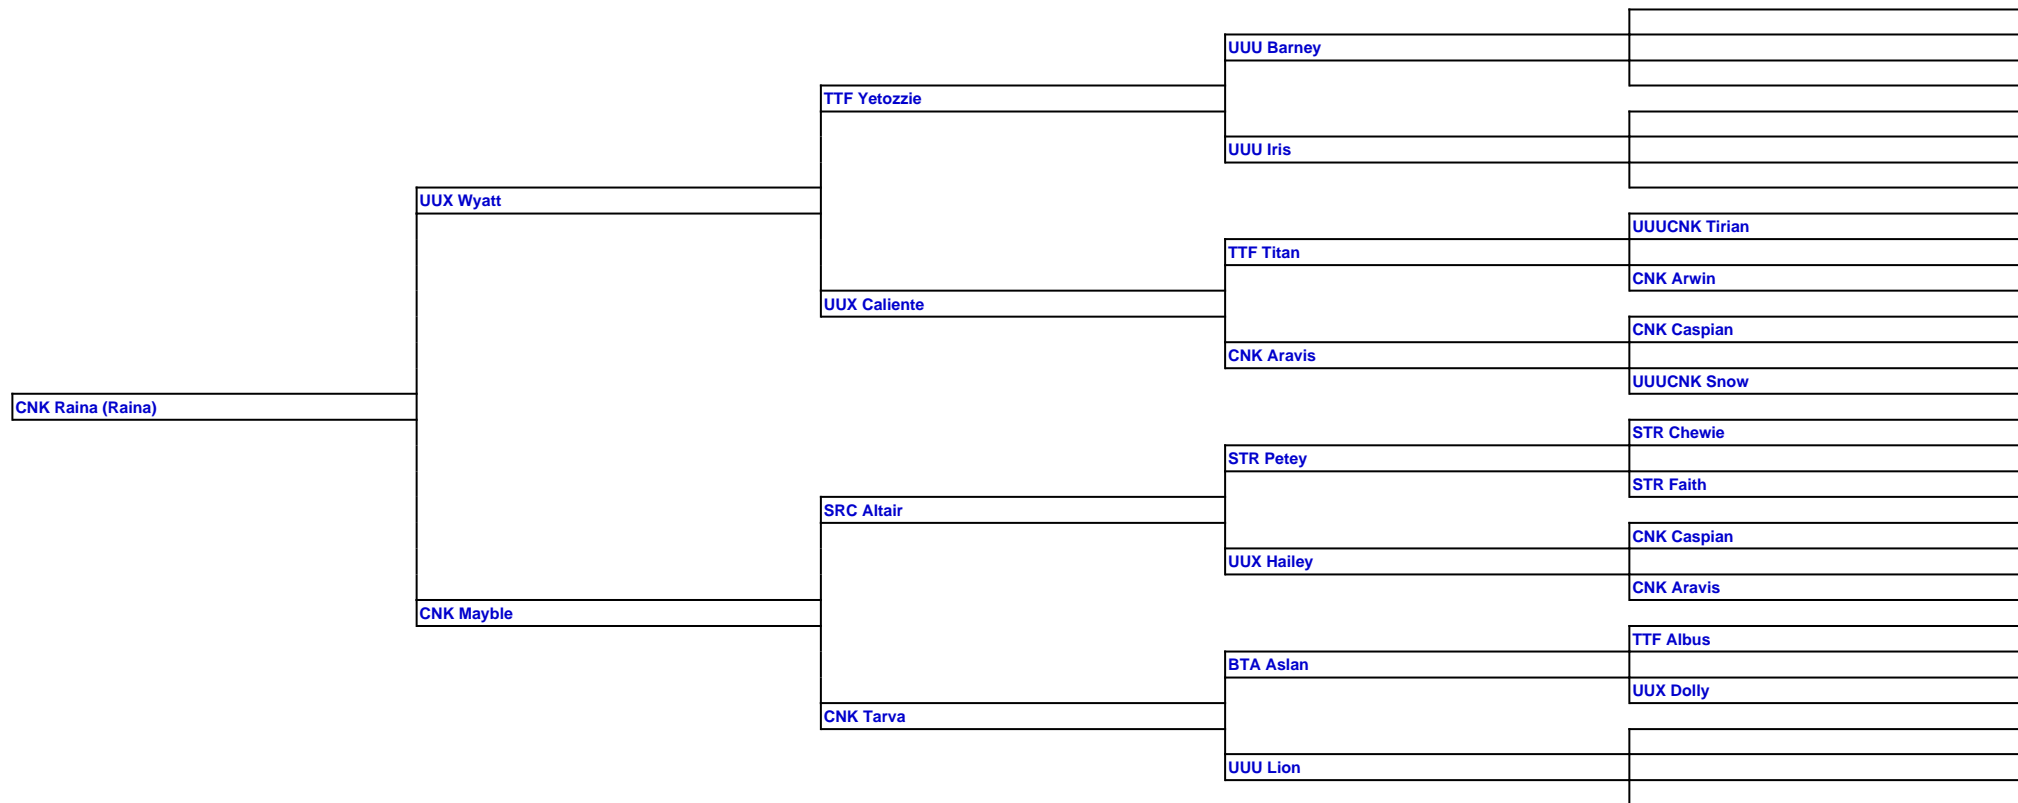 UUU Barney
TTF Yetozzie
UUU Iris
UUX Wyatt
UUUCNK Tirian
TTF Titan
CNK Arwin
UUX Caliente
CNK Caspian
CNK Aravis
UUUCNK Snow
CNK Raina (Raina)
STR Chewie
STR Petey
STR Faith
SRC Altair
CNK Caspian
UUX Hailey
CNK Aravis
CNK Mayble
TTF Albus
BTA Aslan
UUX Dolly
CNK Tarva
UUU Lion